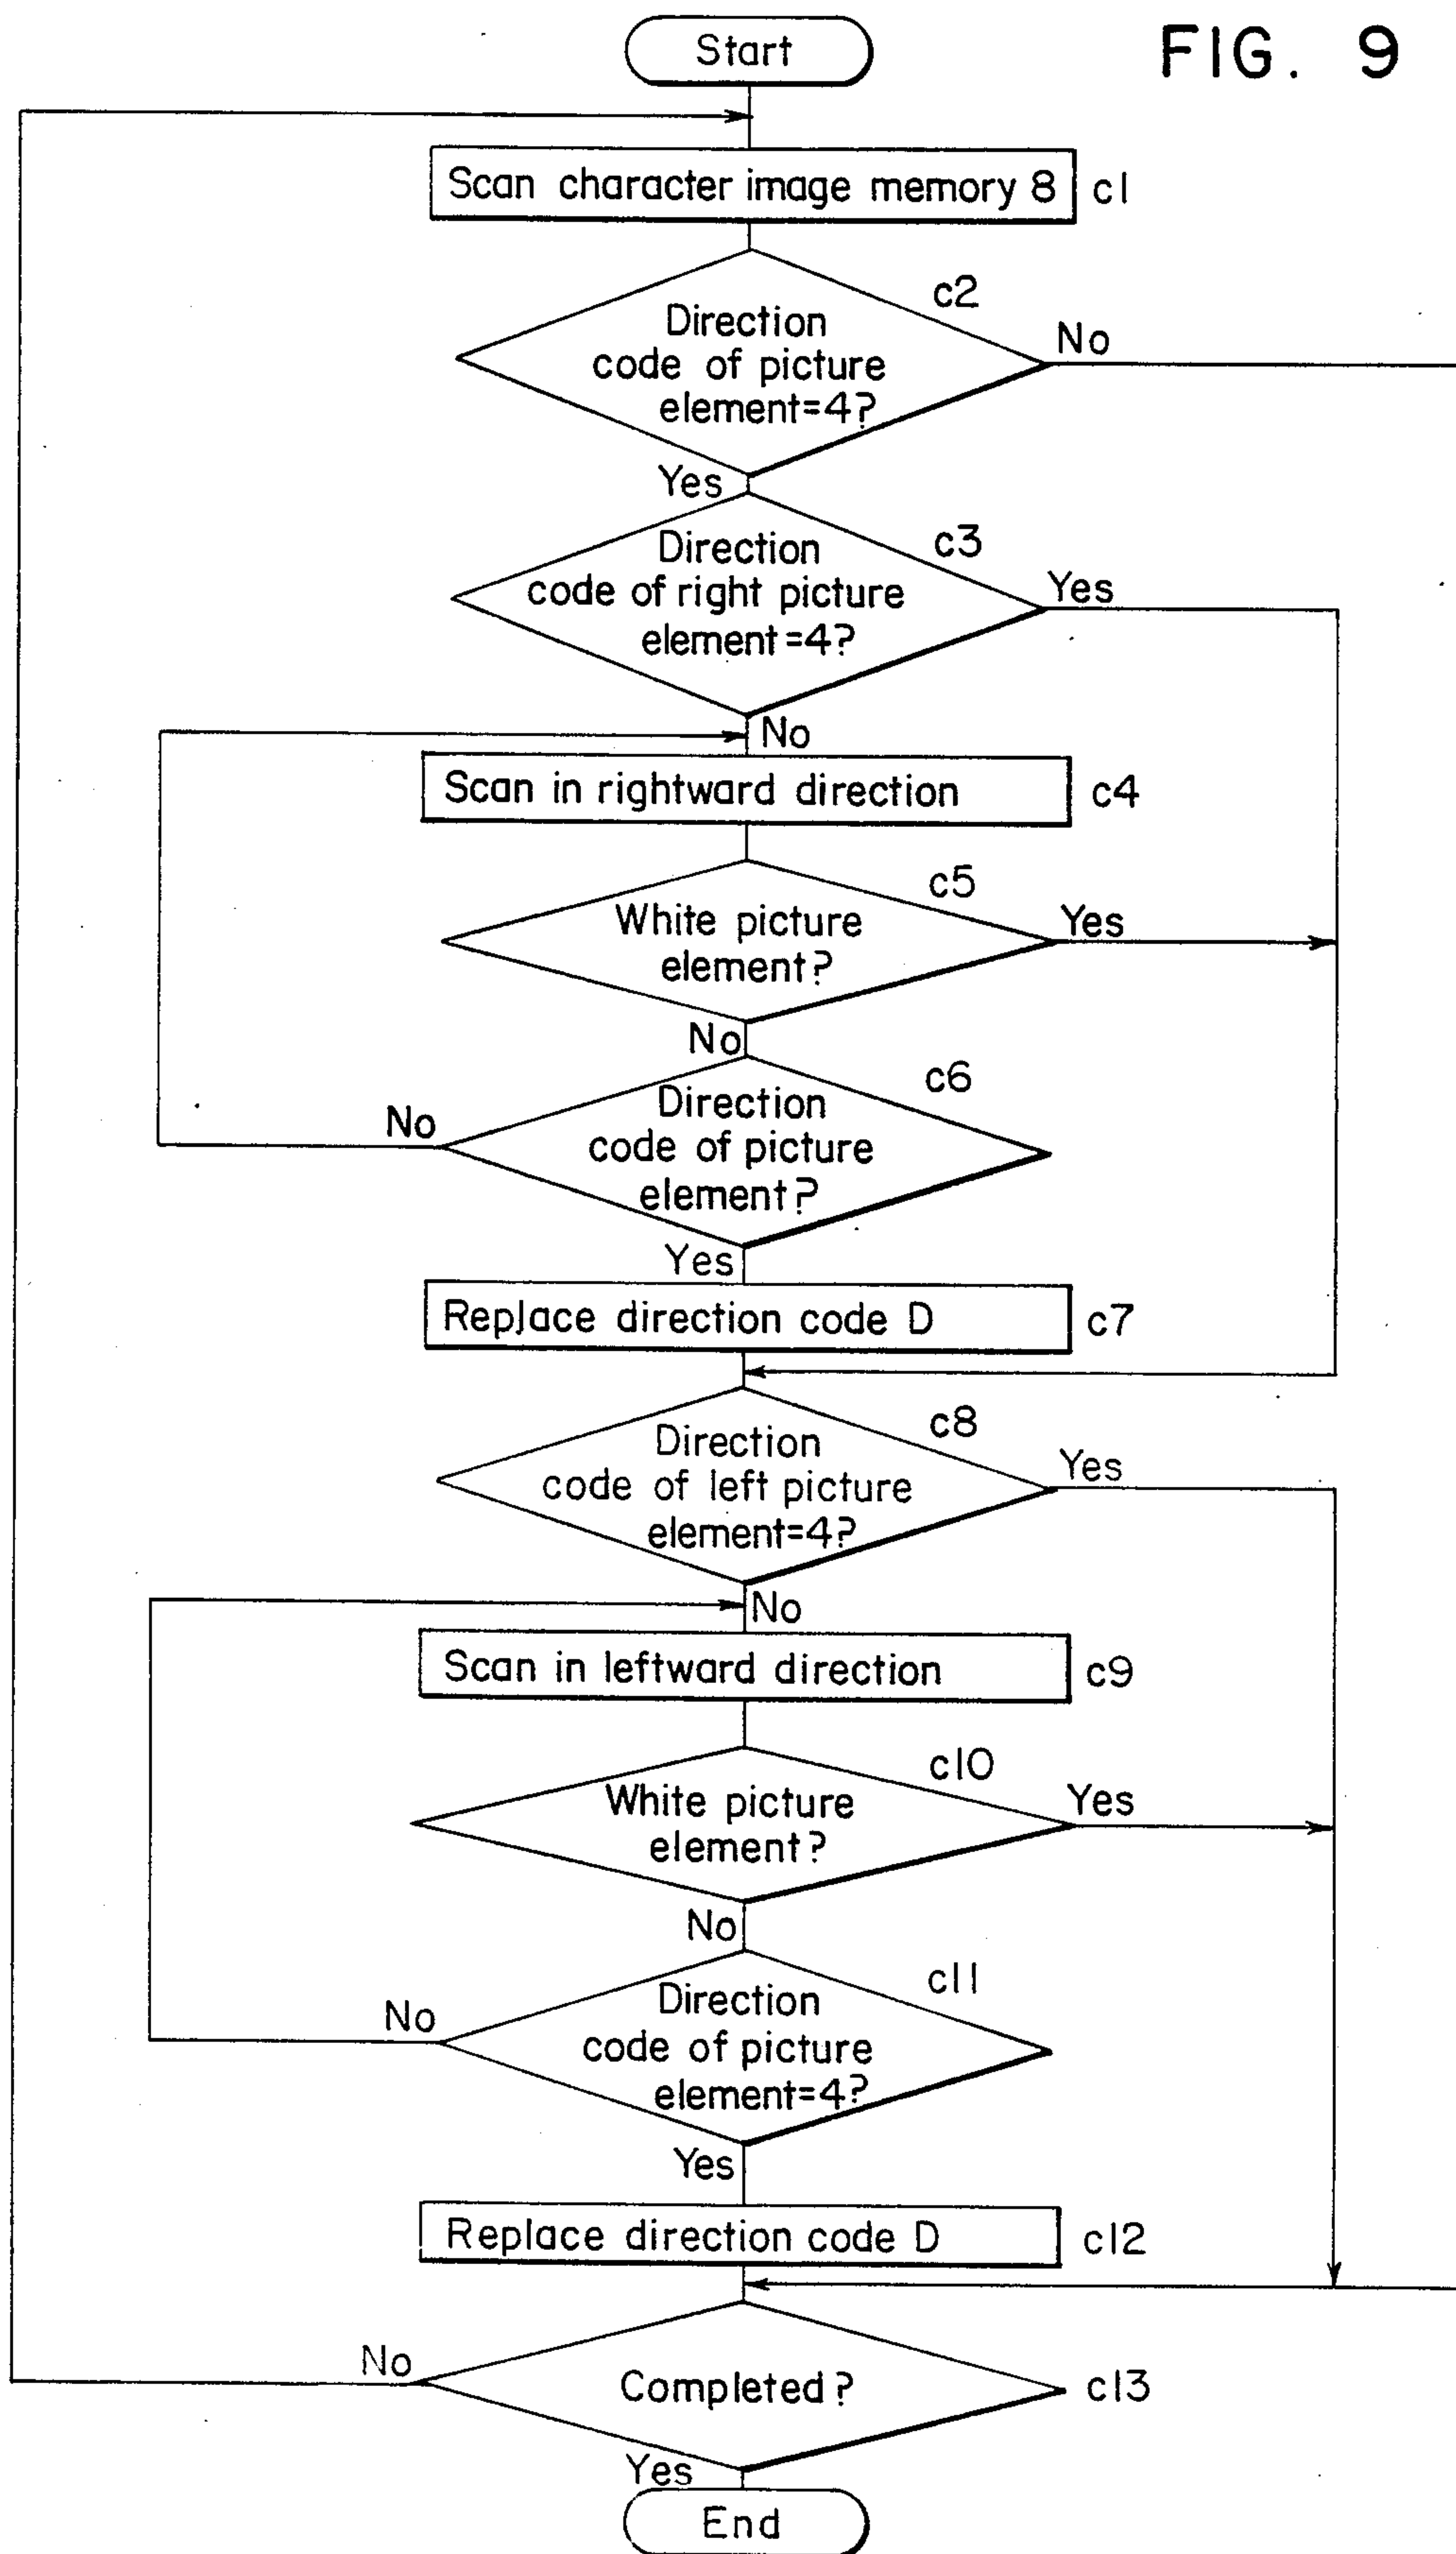 FIG. 9
Start
Scan character image memory 8 c1
c2
Direction
code of picture
element=4?
No
Yes
c3
Direction
code of right picture
element=4?
Yes
No
Scan in rightward direction c4
c5
White picture
element?
Yes
No
c6
Direction
code of picture
element?
No
Yes
Replace direction code D c7
c8
Direction
code of left picture
element=4?
Yes
No
Scan in leftward direction c9
c10
White picture
element?
Yes
No
c11
Direction
code of picture
element=4?
No
Yes
Replace direction code D c12
No
Completed? c13
Yes
End